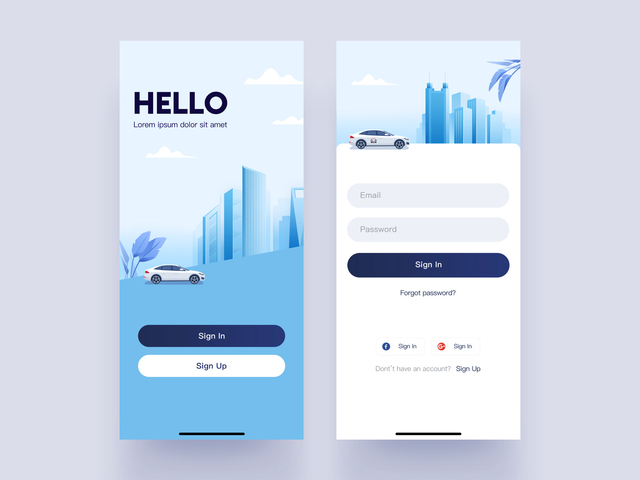 HELLO
Lorem ipsum dolor sit amet
Sign In
Sign Up
Email
Password
Sign In
Forgot password?
Sign In
Sign In
Dont't have an account? Sign Up